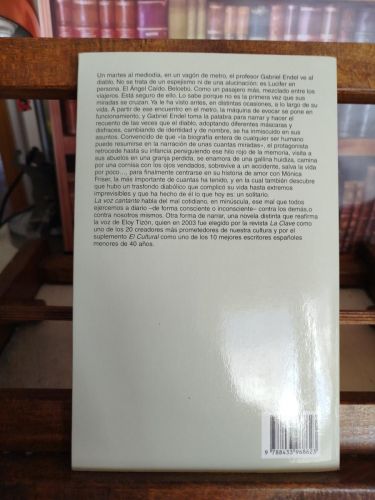 Un martes al mediodía, en un vagón de metro, el profesor Gabriel Endel ve al
diablo. No se trata de un espejismo ni de una alucinación: es Lucifer en
persona. El Ángel Caído. Belcebú. Como un pasajero más, mezclado entre los
viajeros. Está seguro de ello. Lo sabe porque no es la primera vez que sus
miradas se cruzan: Ya le ha visto antes, en distintas ocasiones, a lo largo de su
vida. A partir de ese encuentro en el metro, la máquina de evocar se pone en
funcionamiento, y Gabriel Endel toma la palabra para narrar y hacer el
recuento de las veces que el diablo, adoptando diferentes máscaras y
disfraces, cambiando de identidad y de nombre, se ha inmiscuido en sus
asuntos. Convencido de que «la biografía entera de cualquier ser humano
puede resumirse en la narración de unas cuantas miradas», el protagonista
retrocede hasta su infancia persiguiendo ese hilo rojo de la memoria, visita a
sus abuelos en una granja perdida, se enamora de una gallina huidiza, camina
por una cornisa con los ojos vendados, sobrevive a un accidente, salva la vida
por poco..., para finalmente centrarse en su historia de amor con Mónica
Friser, la más importante de cuantas ha tenido, y en la cual también descubre
que hubo un trasfondo diabólico que complicó su vida hasta extremos
imprevisibles y que ha hecho de él lo que hoy es: un solitario.
La voz cantante habla del mal cotidiano, en minúscula, ese mal que todos
ejercemos a diario –de forma consciente o inconsciente– contra los demás,o
contra nosotros mismos. Otra forma de narrar, una novela distinta que reafirma
la voz de Eloy Tizón, quien en 2003 fue elegido por la revista La Clave como
uno de los 20 creadores más prometedores de nuestra cultura y por el
suplemento El Cultural como uno de los 10 mejores escritores españoles
menores de 40 años.
9 788433 968623